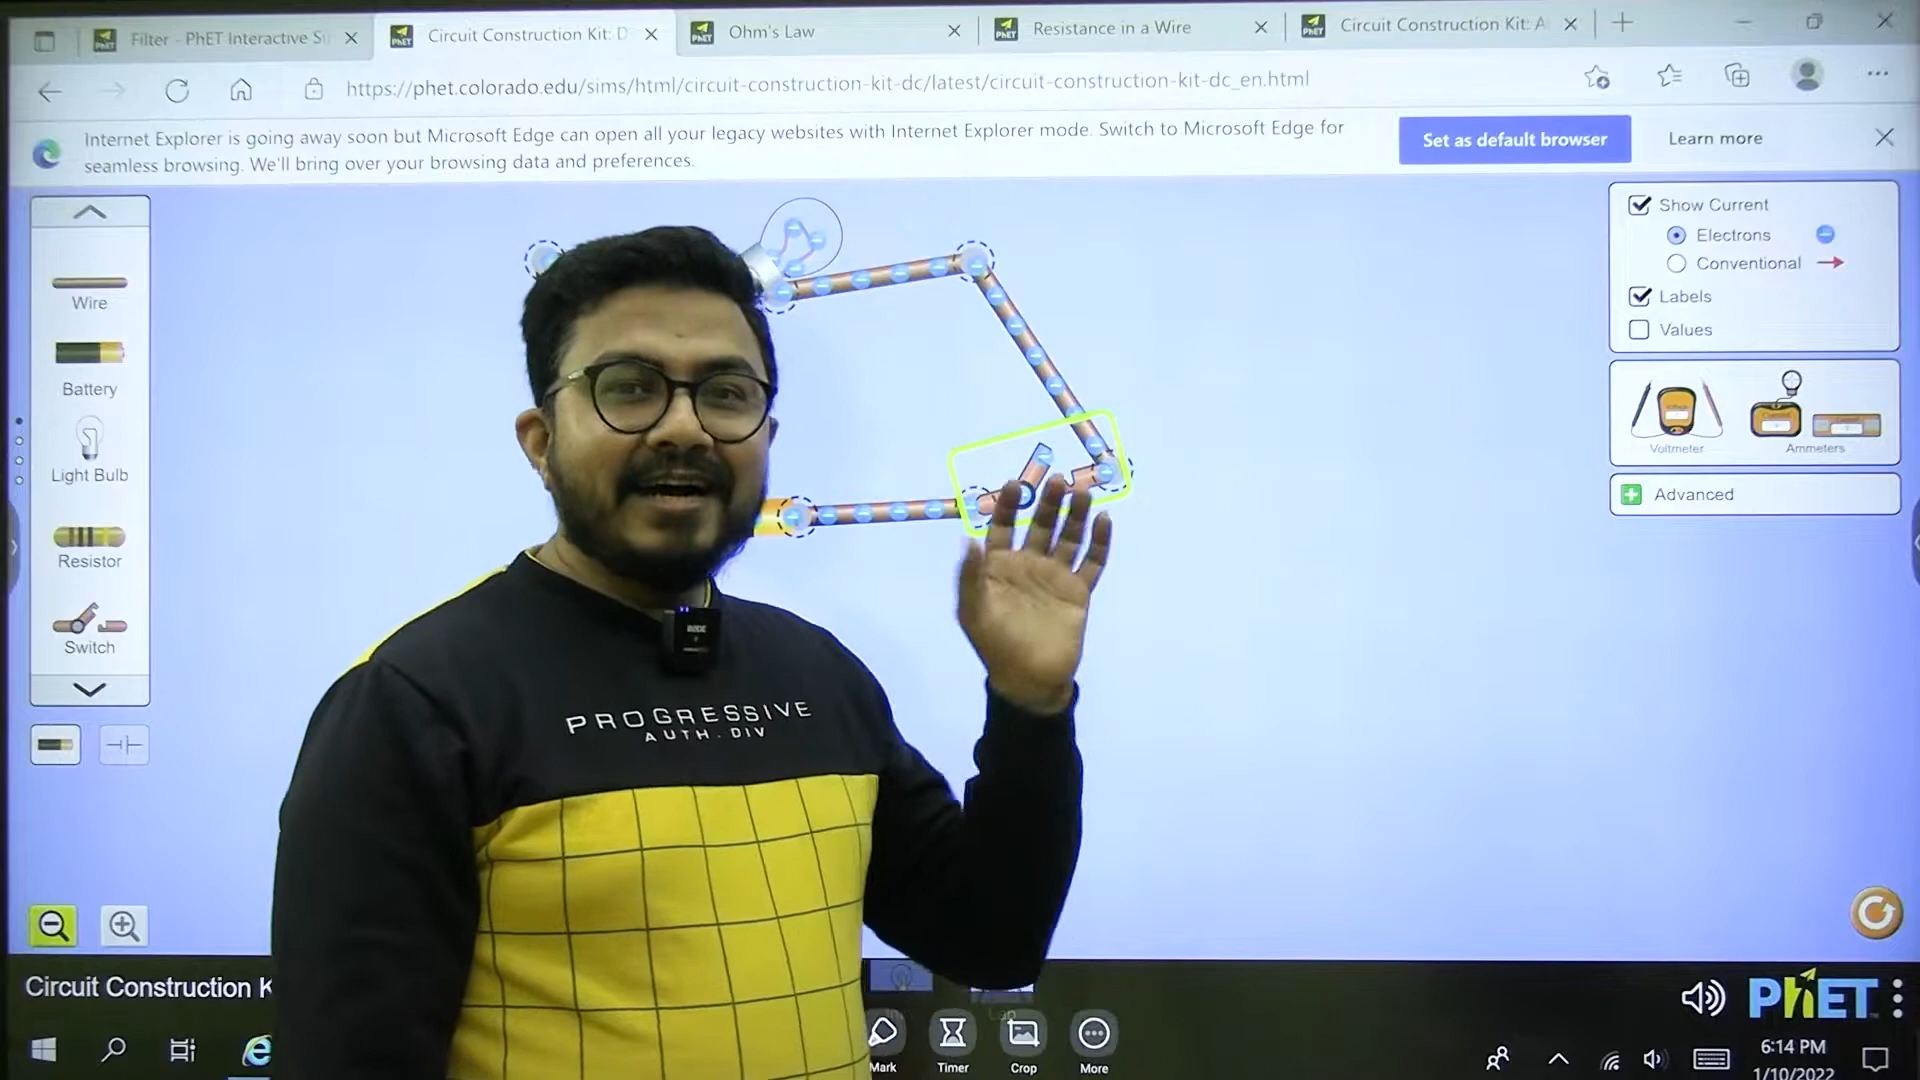 Filter - PhET Interactive Si
Circuit Construction Kit: D
Ohm's Law
Resistance in a Wire
Circuit Construction Kit: A
https://phet.colorado.edu/sims/html/circuit-construction-kit-dc/latest/circuit-construction-kit-dc_en.html
Internet Explorer is going away soon but Microsoft Edge can open all your legacy websites with Internet Explorer mode. Switch to Microsoft Edge for
seamless browsing. We'll bring over your browsing data and preferences.
Set as default browser
Learn more
Wire
Battery
Light Bulb
Resistor
Switch
Show Current
Electrons
Conventional
Labels
Values
Voltmeter
Ammeters
Advanced
RODE
PROGRESSIVE
AUTH.DIV
Circuit Construction K
Lab
PhET
Mark
Timer
Crop
More
6:14 PM
1/10/2022